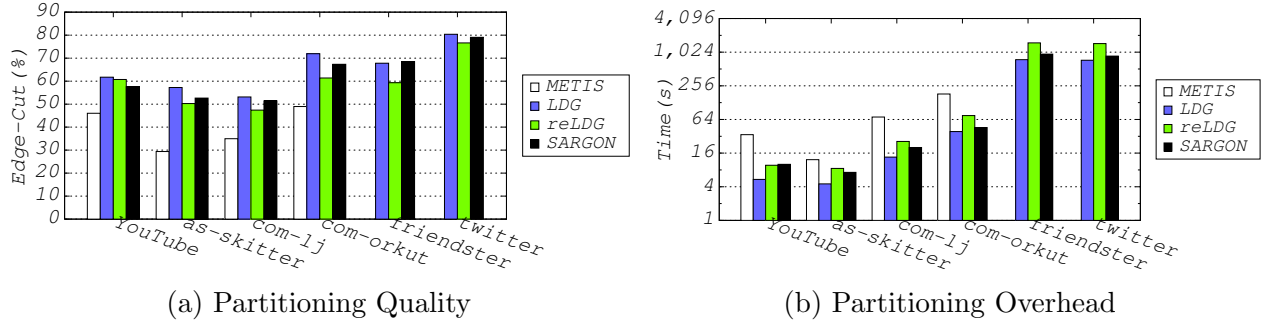 90
80
70
60
50
40
30
20
10
0
Edge-Cut(%)
YouTube
as-skitter
com-lj
com-orkut
friendster
twitter
METIS
LDG
reLDG
SARGON
(a) Partitioning Quality
4,096
1,024
256
64
16
4
1
Time(s)
YouTube
as-skitter
com-lj
com-orkut
friendster
twitter
METIS
LDG
reLDG
SARGON
(b) Partitioning Overhead